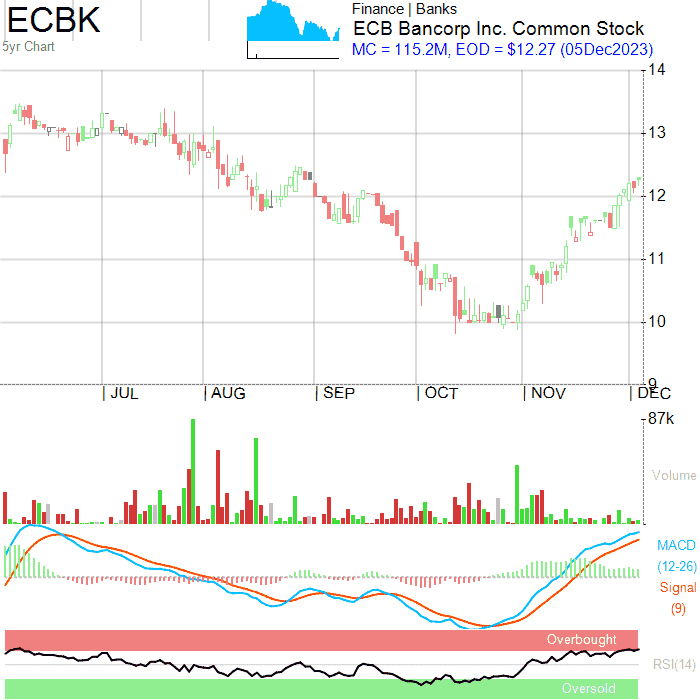 ECBK
5yr Chart
Finance | Banks
ECB Bancorp Inc. Common Stock
MC = 115.2M, EOD = $12.27 (05Dec2023)
14
13
12
11
10
9
| JUL | AUG | SEP | OCT | NOV | DEC
87k
Volume
MACD
(12-26)
Signal
(9)
Overbought
RSI(14)
Oversold